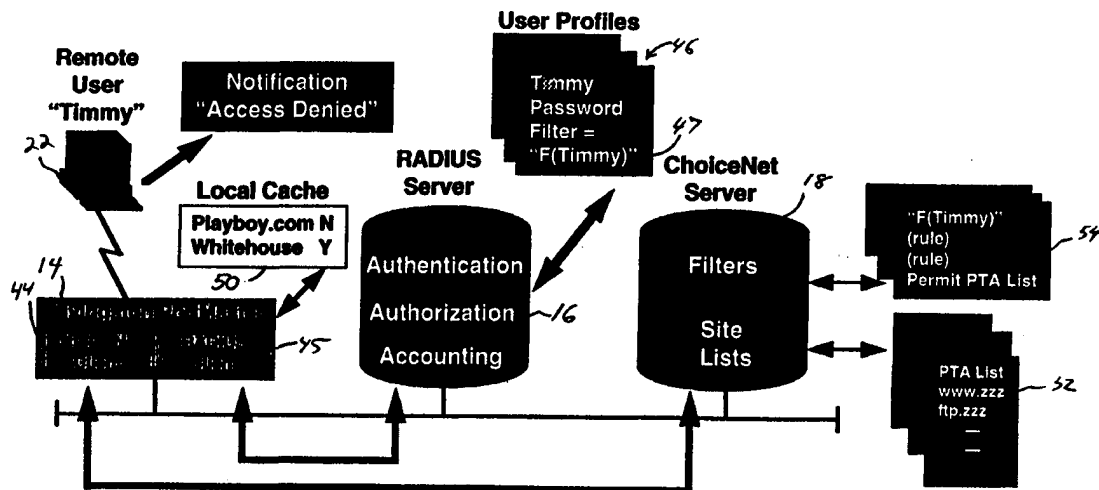 User Profiles
46
Remote
User
"Timmy"
Notification
"Access Denied"
Timmy
Password
Filter =
"F(Timmy)"
47
22
RADIUS
Server
ChoiceNet
Server
18
Local Cache
Playboy.com N
Whitehouse Y
50
14
44
45
Authentication
Authorization
Accounting
16
Filters
Site
Lists
"F(Timmy)"
(rule)
(rule)
Permit PTA List
54
PTA List
www.zzz
ftp.zzz
52